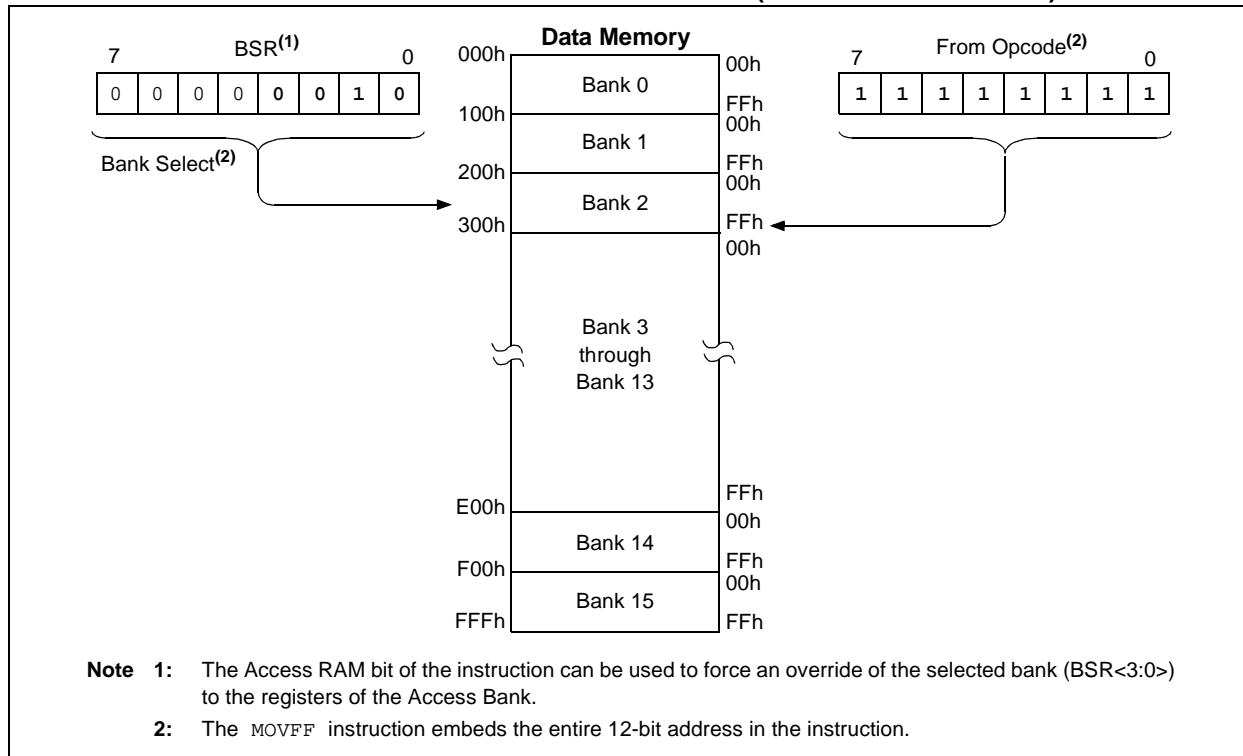 7 BSR(1) 0
0 0 0 0 0 0 1 0
Bank Select(2)
Data Memory
000h
100h
200h
300h
E00h
F00h
FFFh
Bank 0
Bank 1
Bank 2
Bank 3
through
Bank 13
Bank 14
Bank 15
00h
FFh
00h
FFh
00h
FFh
00h
FFh
00h
FFh
00h
FFh
7 From Opcode(2) 0
1 1 1 1 1 1 1 1
Note 1: The Access RAM bit of the instruction can be used to force an override of the selected bank (BSR<3:0>)
to the registers of the Access Bank.
2: The MOVFF instruction embeds the entire 12-bit address in the instruction.